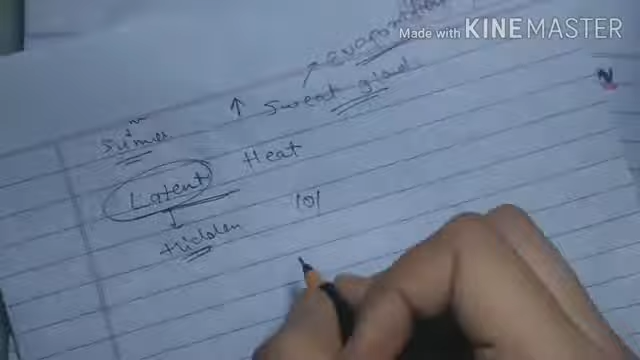 Made with KINEMASTER
evaporation
↑ Sweat gland
Summer
Latent Heat
Hidden
101
N